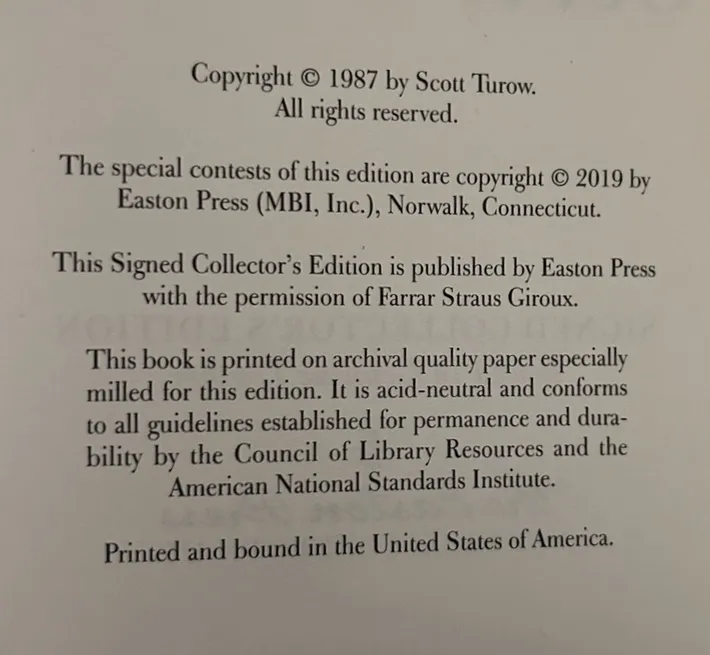 Copyright © 1987 by Scott Turow.
All rights reserved.
The special contests of this edition are copyright © 2019 by
Easton Press (MBI, Inc.), Norwalk, Connecticut.
This Signed Collector's Edition is published by Easton Press
with the permission of Farrar Straus Giroux.
This book is printed on archival quality paper especially
milled for this edition. It is acid-neutral and conforms
to all guidelines established for permanence and dura-
bility by the Council of Library Resources and the
American National Standards Institute.
Printed and bound in the United States of America.